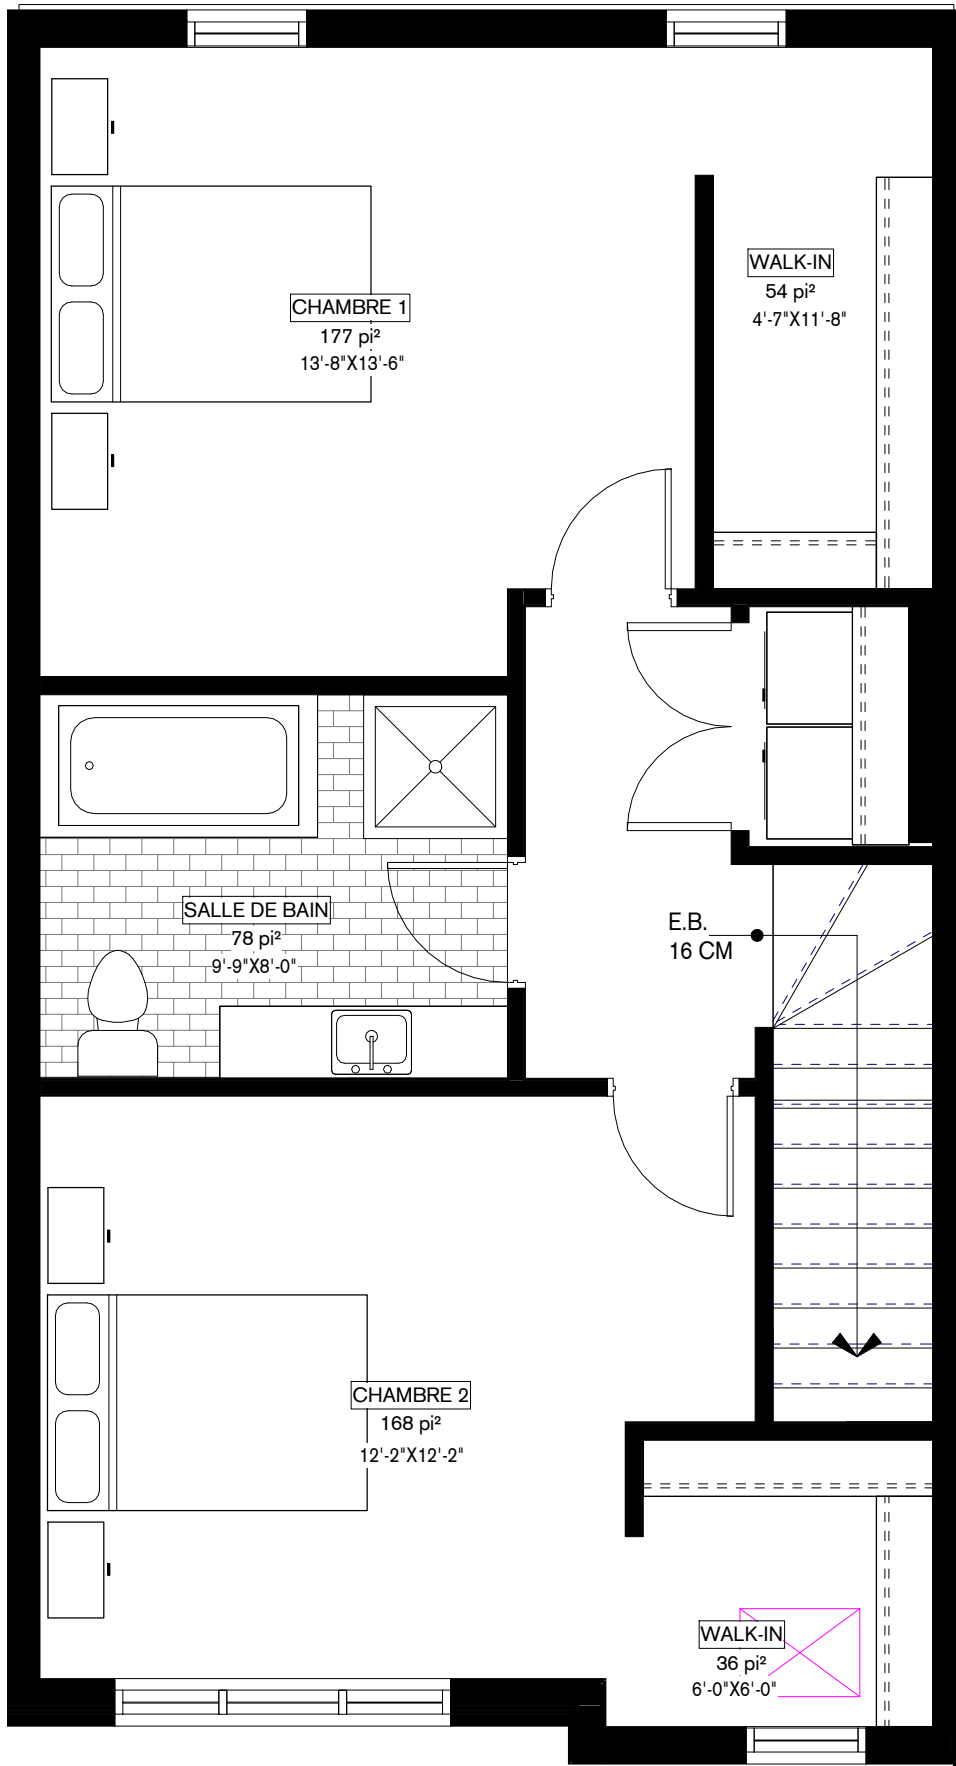 WALK-IN
54 pi²
4'-7"X11'-8"
CHAMBRE 1
177 pi²
13'-8"X13'-6"
SALLE DE BAIN
78 pi²
9'-9"X8'-0"
E.B.
16 CM
CHAMBRE 2
168 pi²
12'-2"X12'-2"
WALK-IN
36 pi²
6'-0"X6'-0"